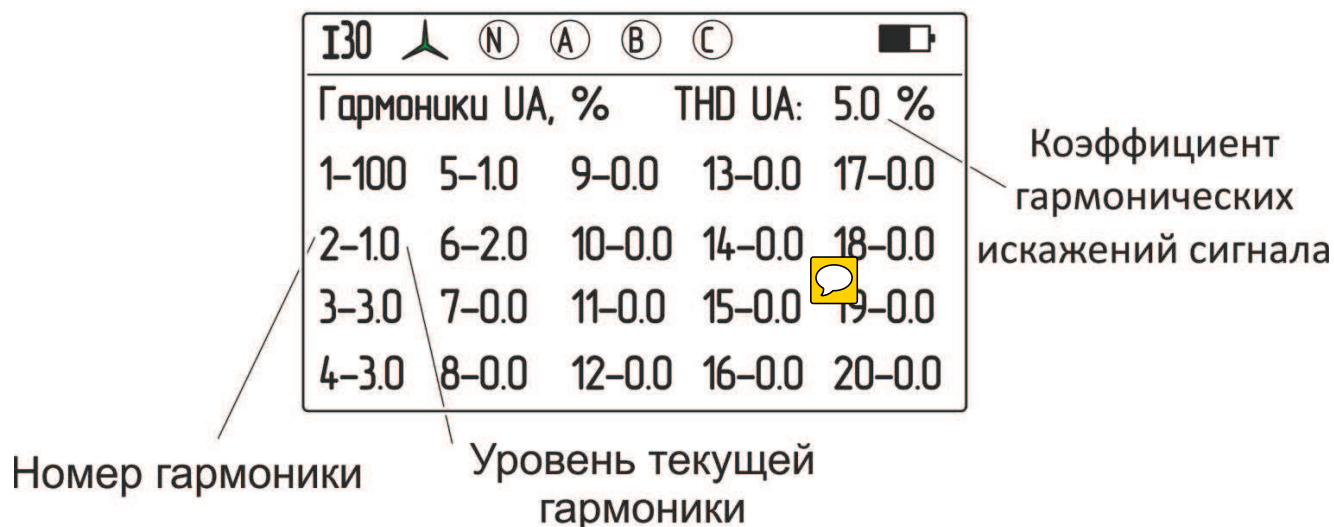 I30 N A B C
Гармоники UA, % THD UA: 5.0 %
1–100 5–1.0 9–0.0 13–0.0 17–0.0
2–1.0 6–2.0 10–0.0 14–0.0 18–0.0
3–3.0 7–0.0 11–0.0 15–0.0 19–0.0
4–3.0 8–0.0 12–0.0 16–0.0 20–0.0
Коэффициент
гармонических
искажений сигнала
Номер гармоники
Уровень текущей
гармоники